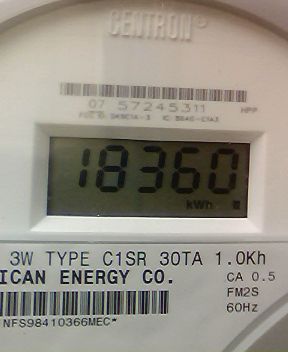 CENTRON®
07 57245311 HPP
18360
kWh
3W TYPE C1SR 30TA 1.0Kh
ICAN ENERGY CO.
CA 0.5
FM2S
60Hz
NFS98410366MEC*